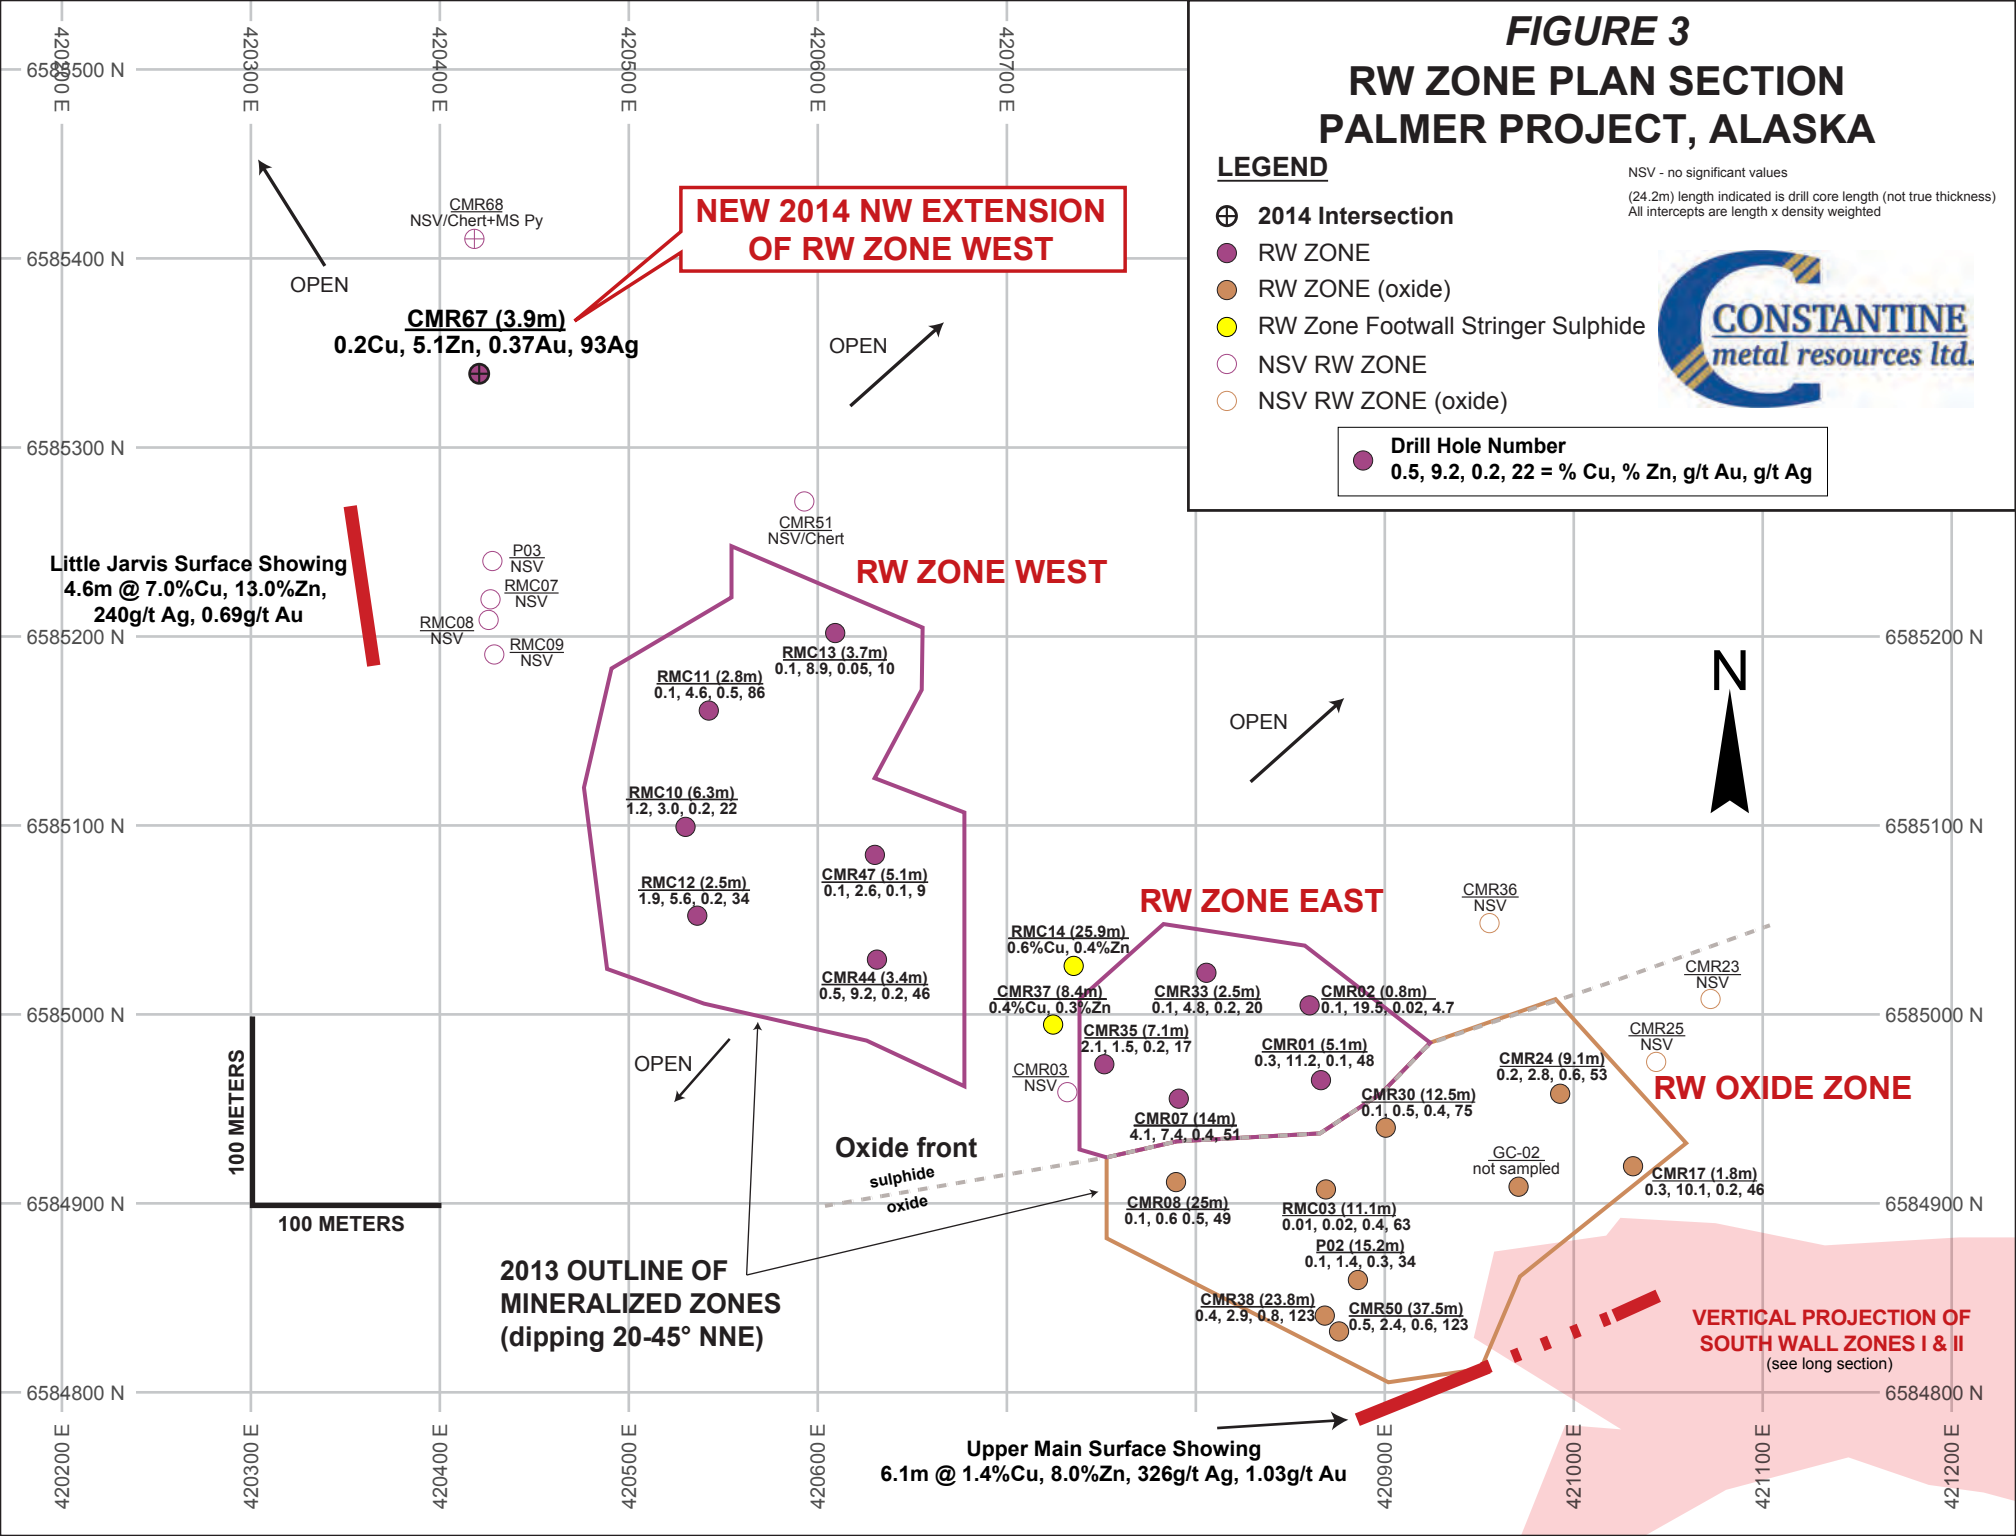 FIGURE 3
RW ZONE PLAN SECTION
PALMER PROJECT, ALASKA
LEGEND
NSV - no significant values
(24.2m) length indicated is drill core length (not true thickness)
All intercepts are length x density weighted
2014 Intersection
RW ZONE
RW ZONE (oxide)
RW Zone Footwall Stringer Sulphide
NSV RW ZONE
NSV RW ZONE (oxide)
CONSTANTINE
metal resources ltd.
Drill Hole Number
0.5, 9.2, 0.2, 22 = % Cu, % Zn, g/t Au, g/t Ag
420200 E
420300 E
420400 E
420500 E
420600 E
420700 E
6585500 N
6585400 N
6585300 N
6585200 N
6585100 N
6585000 N
6584900 N
6584800 N
CMR68
NSV/Chert+MS Py
OPEN
NEW 2014 NW EXTENSION
OF RW ZONE WEST
CMR67 (3.9m)
0.2Cu, 5.1Zn, 0.37Au, 93Ag
OPEN
CMR51
NSV/Chert
RW ZONE WEST
Little Jarvis Surface Showing
4.6m @ 7.0%Cu, 13.0%Zn,
240g/t Ag, 0.69g/t Au
P03
NSV
RMC07
NSV
RMC08
NSV
RMC09
NSV
RMC13 (3.7m)
0.1, 8.9, 0.05, 10
RMC11 (2.8m)
0.1, 4.6, 0.5, 86
6585200 N
N
OPEN
RMC10 (6.3m)
1.2, 3.0, 0.2, 22
6585100 N
CMR47 (5.1m)
0.1, 2.6, 0.1, 9
RMC12 (2.5m)
1.9, 5.6, 0.2, 34
CMR44 (3.4m)
0.5, 9.2, 0.2, 46
RW ZONE EAST
CMR36
NSV
RMC14 (25.9m)
0.6%Cu, 0.4%Zn
CMR37 (8.4m)
0.4%Cu, 0.3%Zn
CMR33 (2.5m)
0.1, 4.8, 0.2, 20
CMR02 (0.8m)
0.1, 19.5, 0.02, 4.7
CMR23
NSV
6585000 N
CMR35 (7.1m)
2.1, 1.5, 0.2, 17
CMR01 (5.1m)
0.3, 11.2, 0.1, 48
CMR25
NSV
CMR24 (9.1m)
0.2, 2.8, 0.6, 53
RW OXIDE ZONE
OPEN
CMR03
NSV
CMR30 (12.5m)
0.1, 0.5, 0.4, 75
CMR07 (14m)
4.1, 7.4, 0.4, 51
100 METERS
100 METERS
Oxide front
sulphide
oxide
GC-02
not sampled
CMR17 (1.8m)
0.3, 10.1, 0.2, 46
CMR08 (25m)
0.1, 0.6 0.5, 49
RMC03 (11.1m)
0.01, 0.02, 0.4, 63
6584900 N
P02 (15.2m)
0.1, 1.4, 0.3, 34
2013 OUTLINE OF
MINERALIZED ZONES
(dipping 20-45° NNE)
CMR38 (23.8m)
0.4, 2.9, 0.8, 123
CMR50 (37.5m)
0.5, 2.4, 0.6, 123
VERTICAL PROJECTION OF
SOUTH WALL ZONES I & II
(see long section)
6584800 N
Upper Main Surface Showing
6.1m @ 1.4%Cu, 8.0%Zn, 326g/t Ag, 1.03g/t Au
420200 E
420300 E
420400 E
420500 E
420600 E
420900 E
421000 E
421100 E
421200 E